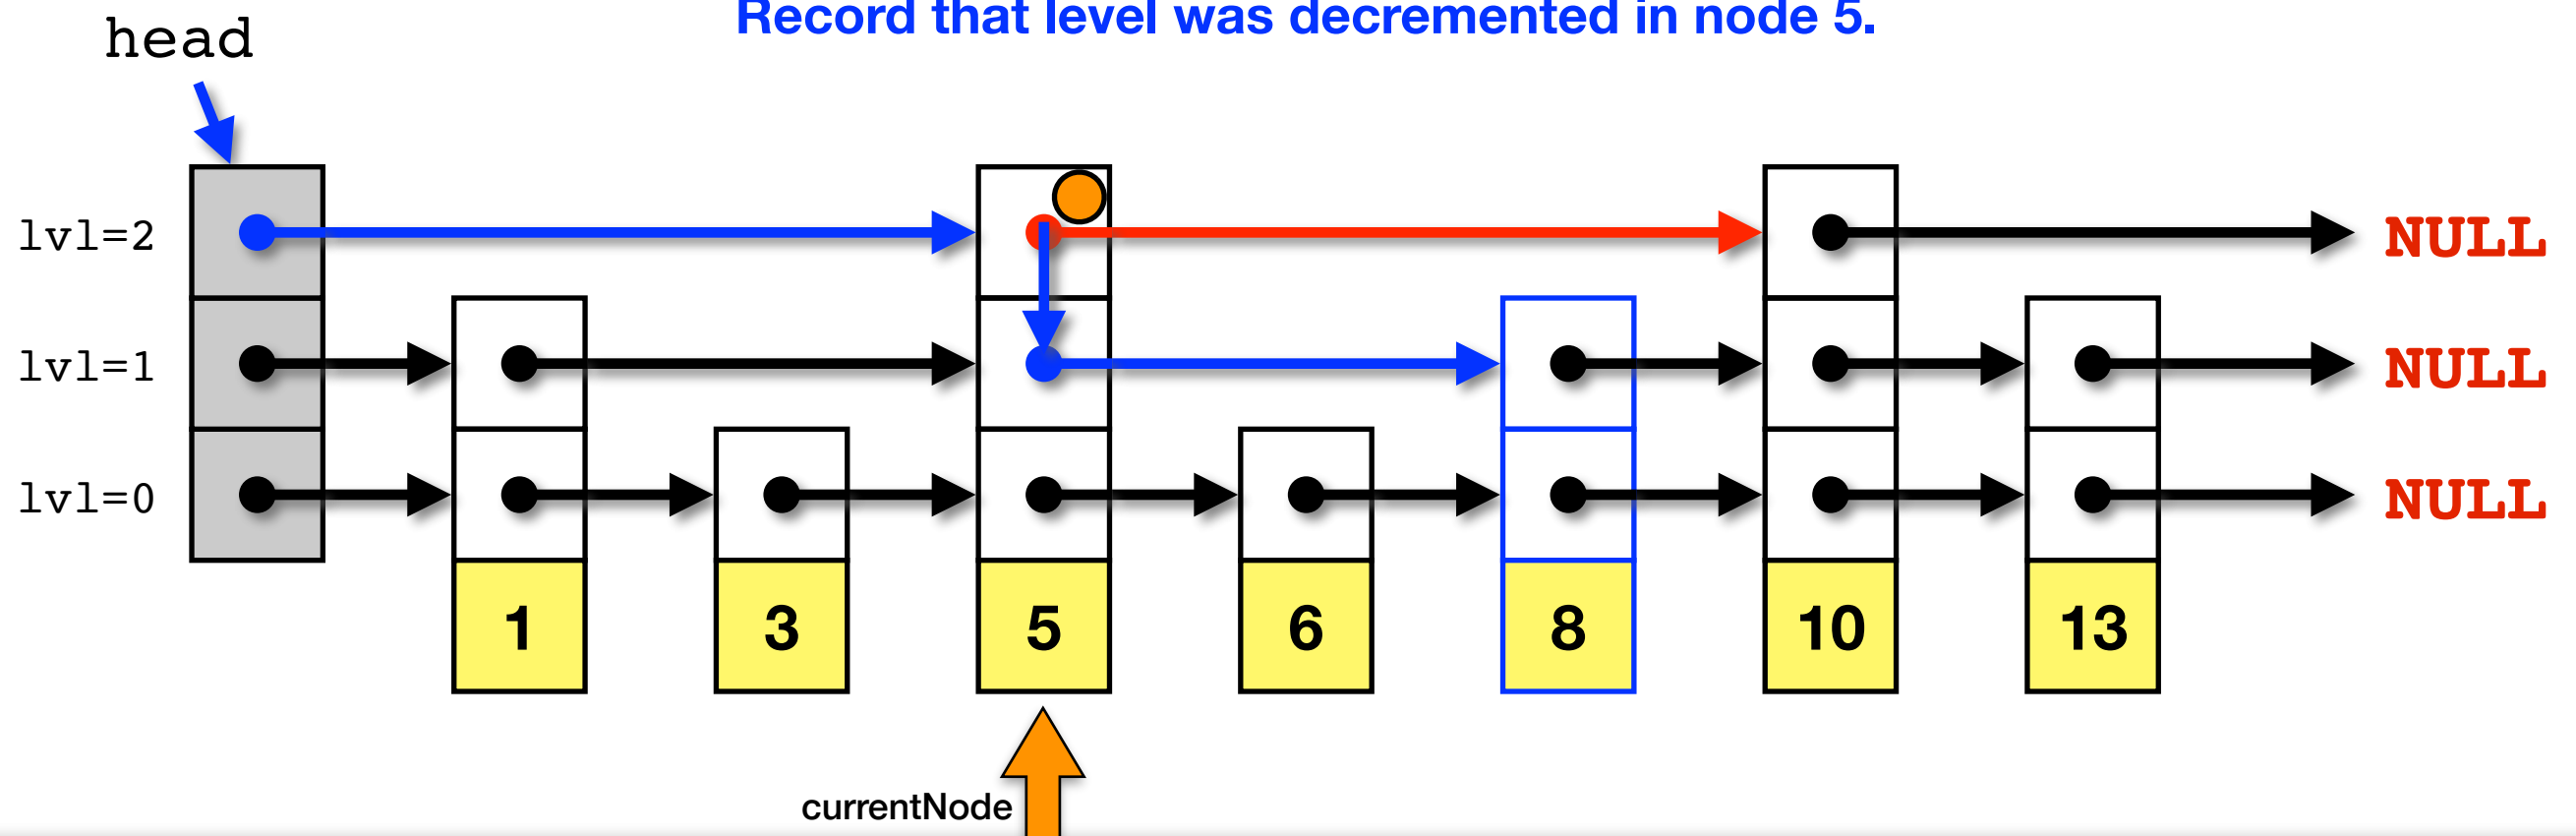 Record that level was decremented in node 5.
head
lvl=2 NULL
lvl=1 NULL
lvl=0 NULL
1 3 5 6 8 10 13
currentNode